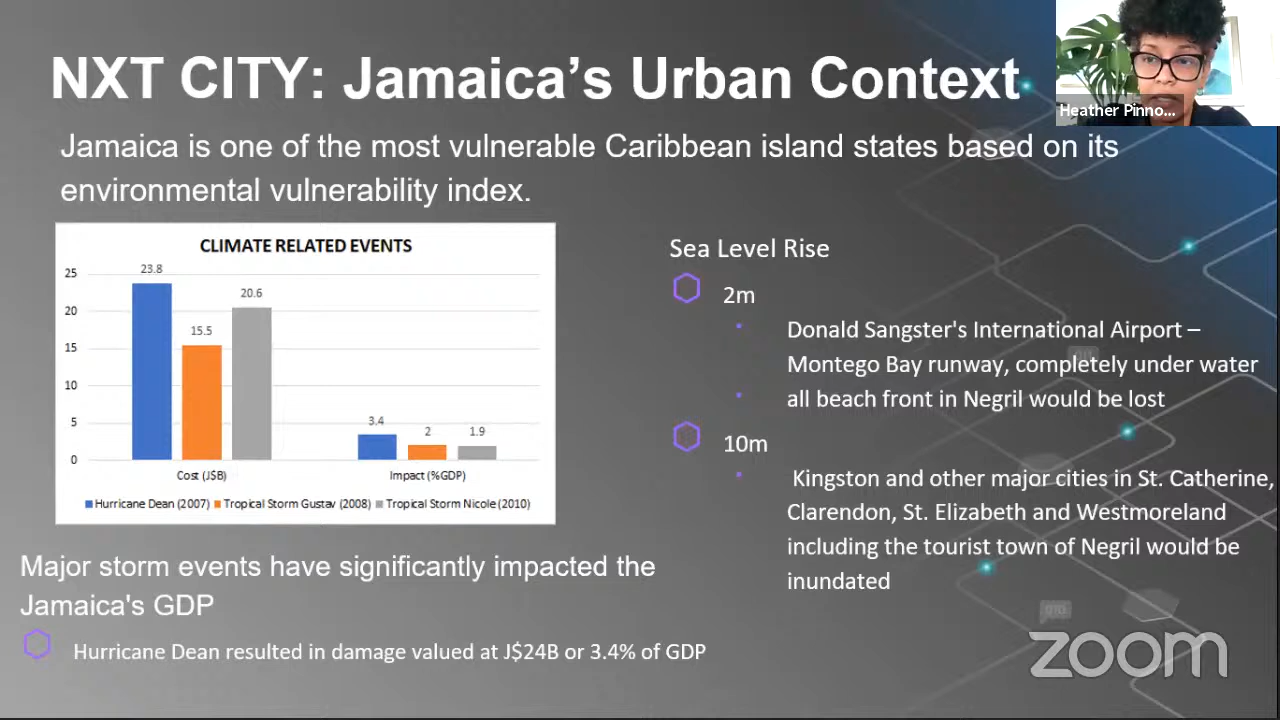 NXT CITY: Jamaica's Urban Context
Heather Pinno...
Jamaica is one of the most vulnerable Caribbean island states based on its
environmental vulnerability index.
CLIMATE RELATED EVENTS
25
20
15
10
5
0
23.8
15.5
20.6
3.4
2
1.9
Cost (J$B)
Impact (%GDP)
Hurricane Dean (2007)
Tropical Storm Gustav (2008)
Tropical Storm Nicole (2010)
Major storm events have significantly impacted the
Jamaica's GDP
Hurricane Dean resulted in damage valued at J$24B or 3.4% of GDP
Sea Level Rise
2m
Donald Sangster's International Airport –
Montego Bay runway, completely under water
all beach front in Negril would be lost
10m
Kingston and other major cities in St. Catherine,
Clarendon, St. Elizabeth and Westmoreland
including the tourist town of Negril would be
inundated
zoom